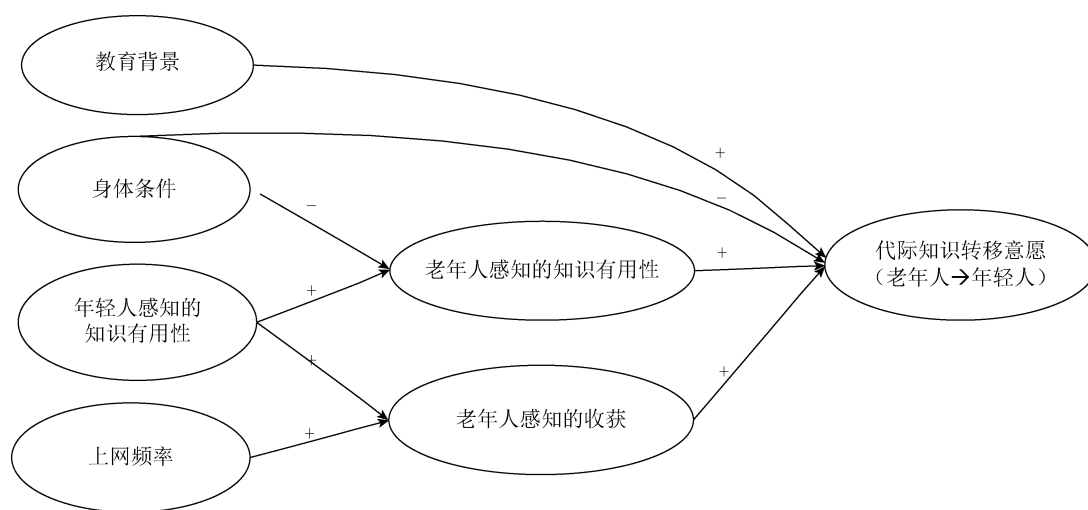 教育背景
+
身体条件
−
−
老年人感知的知识有用性
+
代际知识转移意愿
（老年人→年轻人）
年轻人感知的
知识有用性
+
+
+
老年人感知的收获
上网频率
+